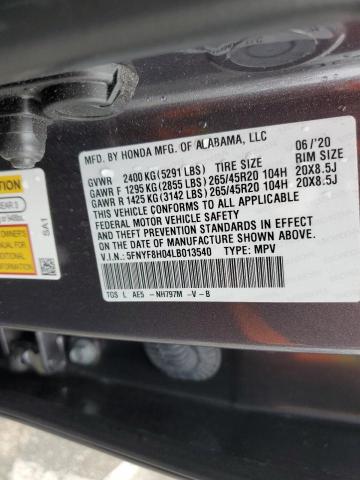 MFD. BY HONDA MFG. OF ALABAMA, LLC 06/'20
GVWR 2400 KG (5291 LBS) TIRE SIZE RIM SIZE
GAWR F 1295 KG (2855 LBS) 265/45R20 104H 20X8.5J
GAWR R 1425 KG (3142 LBS) 265/45R20 104H 20X8.5J
THIS VEHICLE CONFORMS TO ALL APPLICABLE
FEDERAL MOTOR VEHICLE SAFETY
AND THEFT PREVENTION STANDARDS IN EFFECT
ON THE DATE OF MANUFACTURE SHOWN ABOVE.
V.I.N.: 5FNYF8H04LB013540 TYPE: MPV
TGS L AE5 -NH797M -V -B
5A1
OWNER'S